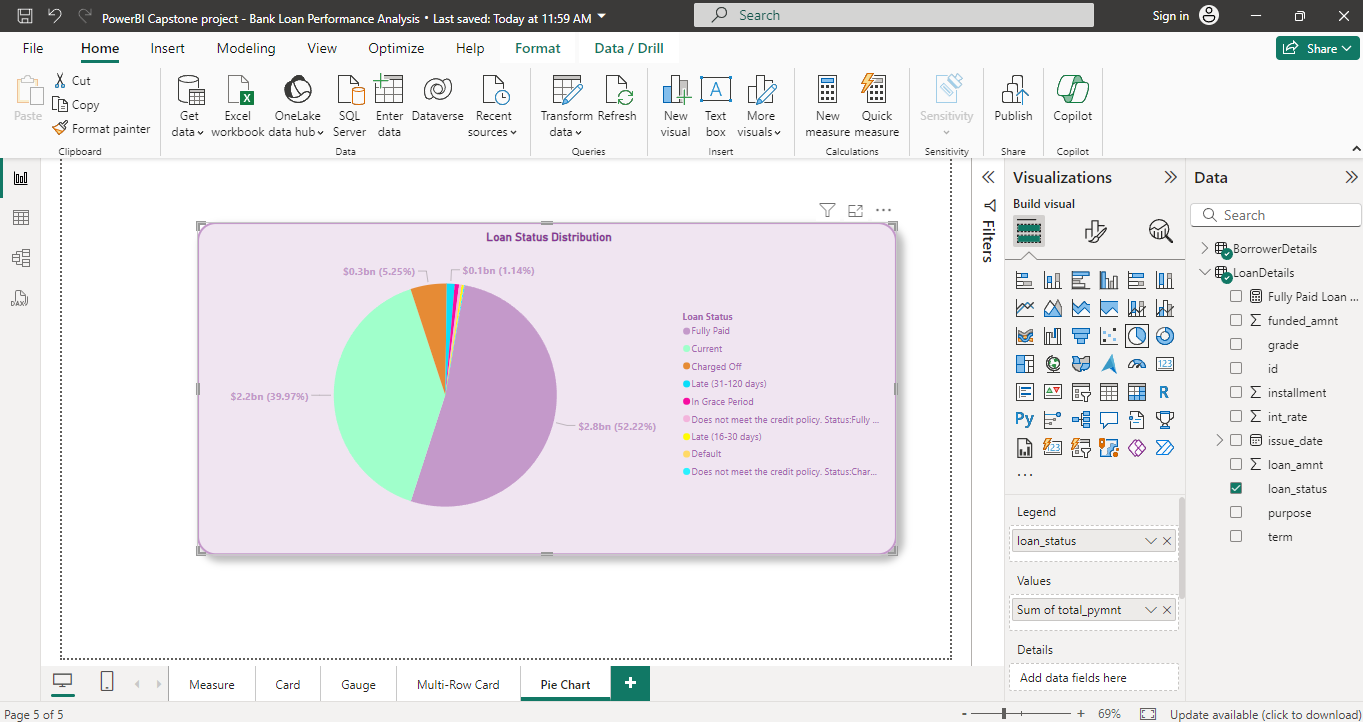 PowerBI Capstone project - Bank Loan Performance Analysis • Last saved: Today at 11:59 AM
Search
Sign in
File Home Insert Modeling View Optimize Help Format Data / Drill
Share
Paste
Cut
Copy
Format painter
Clipboard
Get data
Excel workbook
OneLake data hub
SQL Server
Enter data
Dataverse
Recent sources
Data
Transform data
Refresh
Queries
New visual
Text box
More visuals
Insert
New measure
Quick measure
Calculations
Sensitivity
Sensitivity
Publish
Share
Copilot
Copilot
DAX
Loan Status Distribution
$0.3bn (5.25%)
$0.1bn (1.14%)
$2.2bn (39.97%)
$2.8bn (52.22%)
Loan Status
Fully Paid
Current
Charged Off
Late (31-120 days)
In Grace Period
Does not meet the credit policy. Status:Fully ...
Late (16-30 days)
Default
Does not meet the credit policy. Status:Char...
Filters
Visualizations
Build visual
123
R
Py
123
...
Legend
loan_status
Values
Sum of total_pymnt
Details
Add data fields here
Data
Search
BorrowerDetails
LoanDetails
Fully Paid Loan ...
funded_amnt
grade
id
installment
int_rate
issue_date
loan_amnt
loan_status
purpose
term
Measure
Card
Gauge
Multi-Row Card
Pie Chart
+
Page 5 of 5
- + 69%
Update available (click to download)